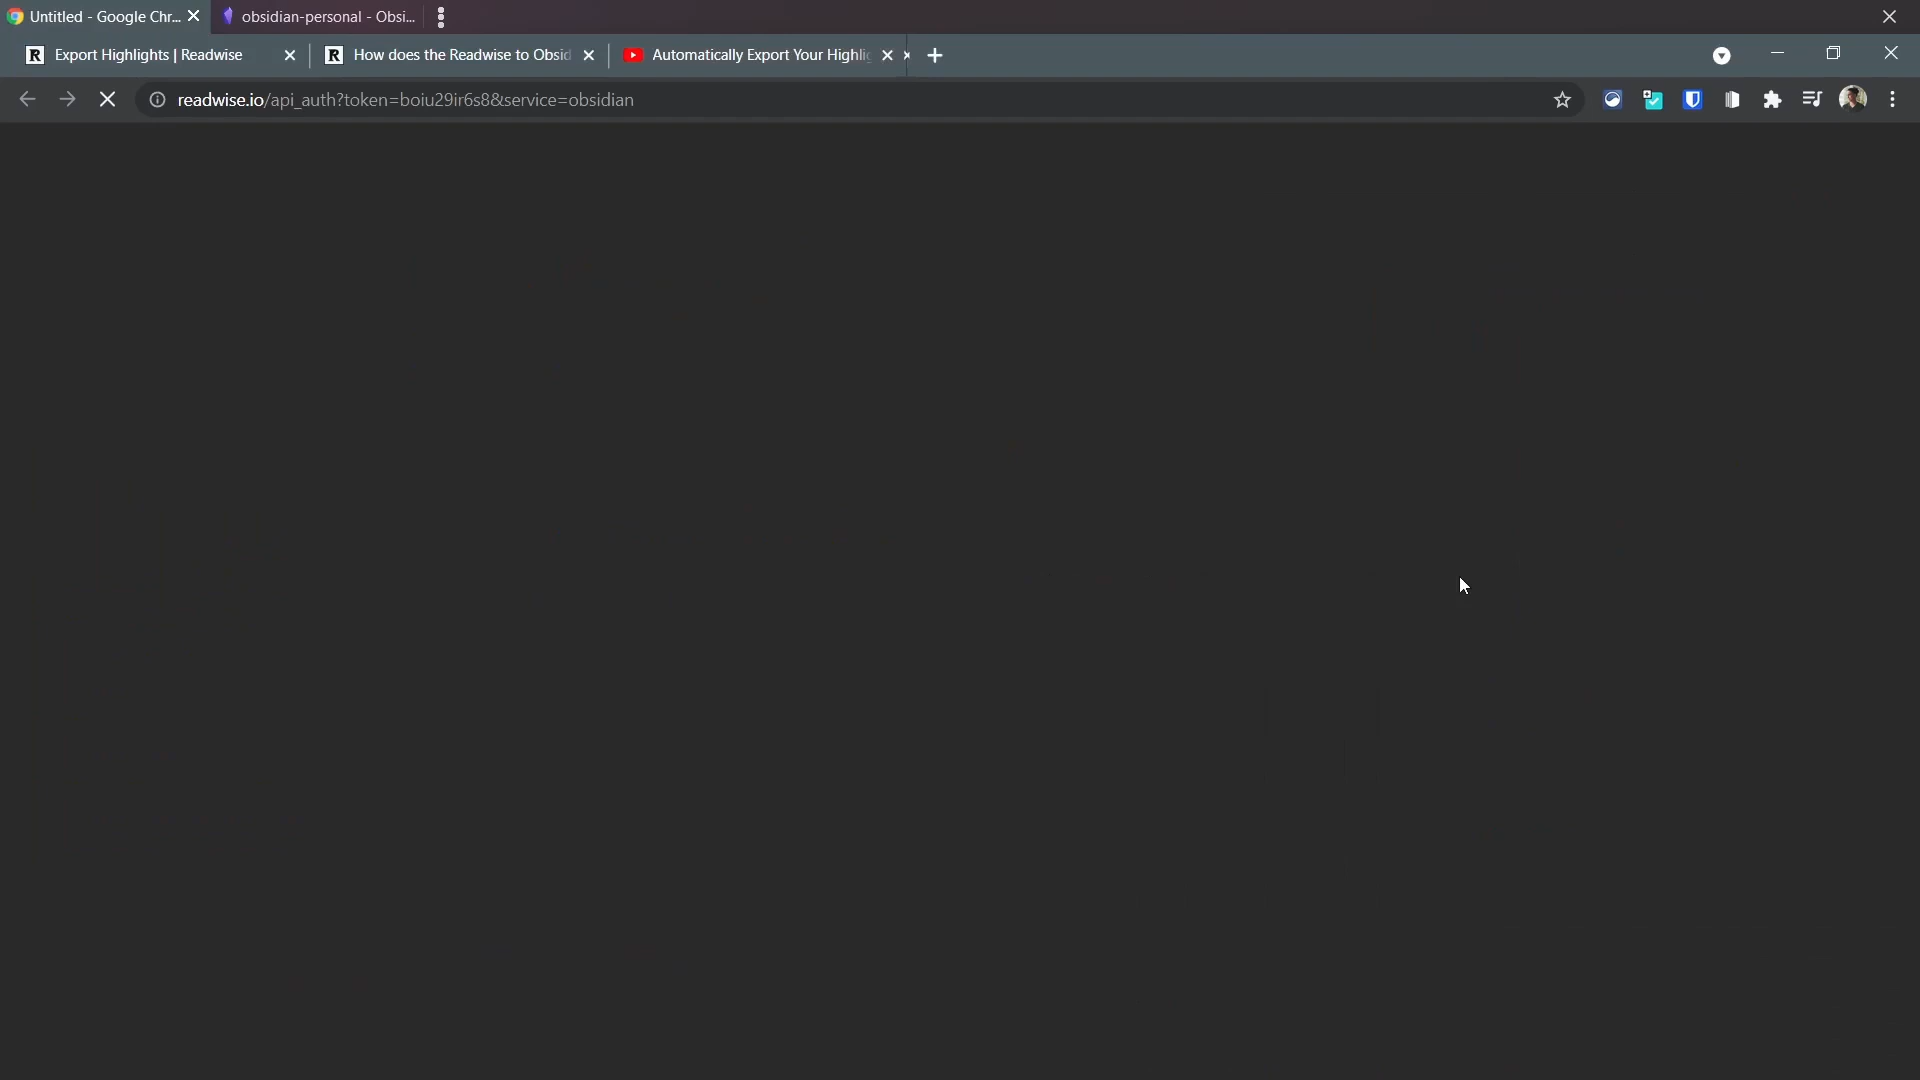 Untitled - Google Chr...
obsidian-personal - Obsi...
Export Highlights | Readwise
How does the Readwise to Obsid
Automatically Export Your Highlig
readwise.io/api_auth?token=boiu29ir6s8&service=obsidian